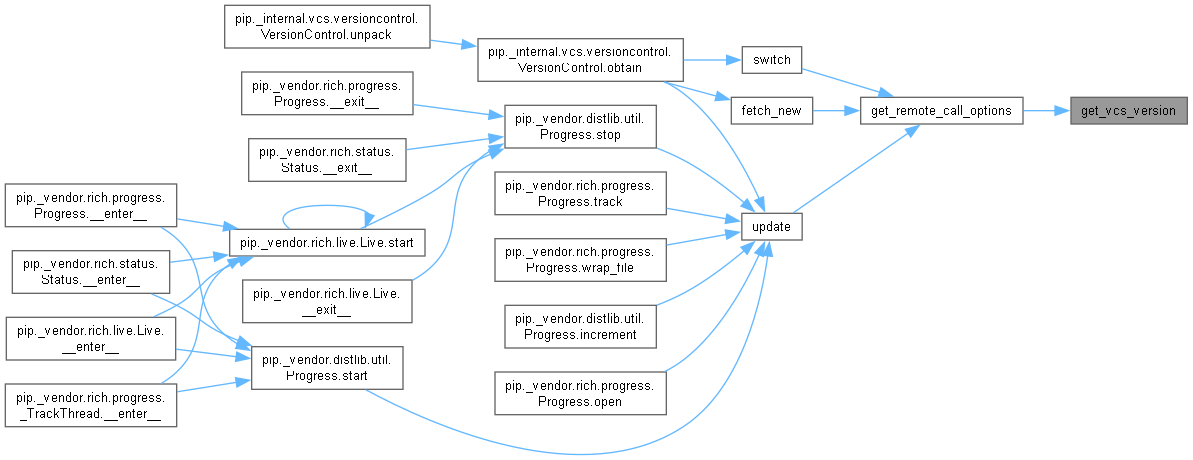 pip._internal.vcs.versioncontrol.
VersionControl.unpack
pip._internal.vcs.versioncontrol.
VersionControl.obtain
switch
pip._vendor.rich.progress.
Progress.__exit__
fetch_new
get_remote_call_options
get_vcs_version
pip._vendor.distlib.util.
Progress.stop
pip._vendor.rich.status.
Status.__exit__
pip._vendor.rich.progress.
Progress.track
pip._vendor.rich.progress.
Progress.__enter__
update
pip._vendor.rich.live.Live.start
pip._vendor.rich.progress.
Progress.wrap_file
pip._vendor.rich.status.
Status.__enter__
pip._vendor.rich.live.Live.
__exit__
pip._vendor.distlib.util.
Progress.increment
pip._vendor.rich.live.Live.
__enter__
pip._vendor.distlib.util.
Progress.start
pip._vendor.rich.progress.
Progress.open
pip._vendor.rich.progress.
_TrackThread.__enter__